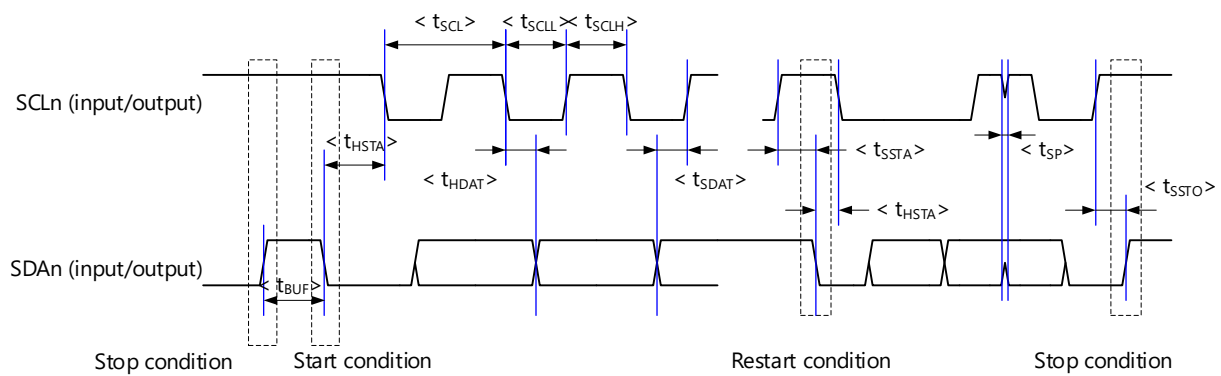 < tSCL > < tSCLL >< tSCLH >
SCLn (input/output)
< tHSTA > < tSSTA > < tSP >
< tHDAT > < tSDAT > < tSSTO >
< tHSTA >
SDAn (input/output)
< tBUF >
Stop condition Start condition Restart condition Stop condition